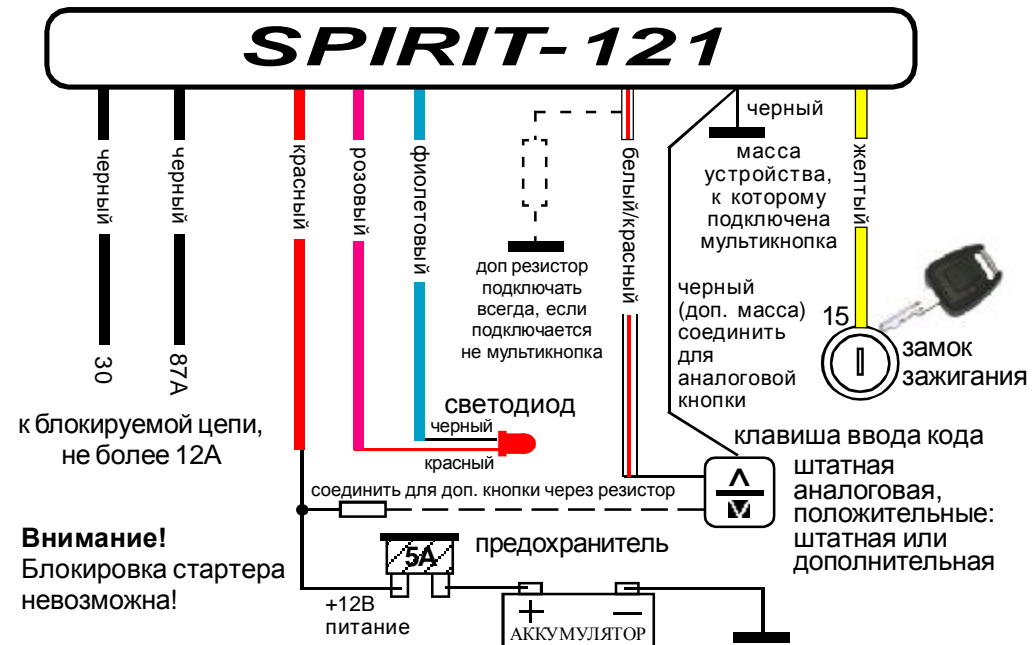 SPIRIT-121
черный
черный
красный
розовый
фиолетовый
белый/красный
черный
желтый
масса
устройства,
к которому
подключена
мультикнопка
доп резистор
подключать
всегда, если
подключается
не мультикнопка
черный
(доп. масса)
соединить
для
аналоговой
кнопки
15
замок
зажигания
30
87А
к блокируемой цепи,
не более 12А
светодиод
черный
красный
клавиша ввода кода
штатная
аналоговая,
положительные:
штатная или
дополнительная
соединить для доп. кнопки через резистор
Внимание!
Блокировка стартера
невозможна!
5А
предохранитель
+12В
питание
+ —
АККУМУЛЯТОР